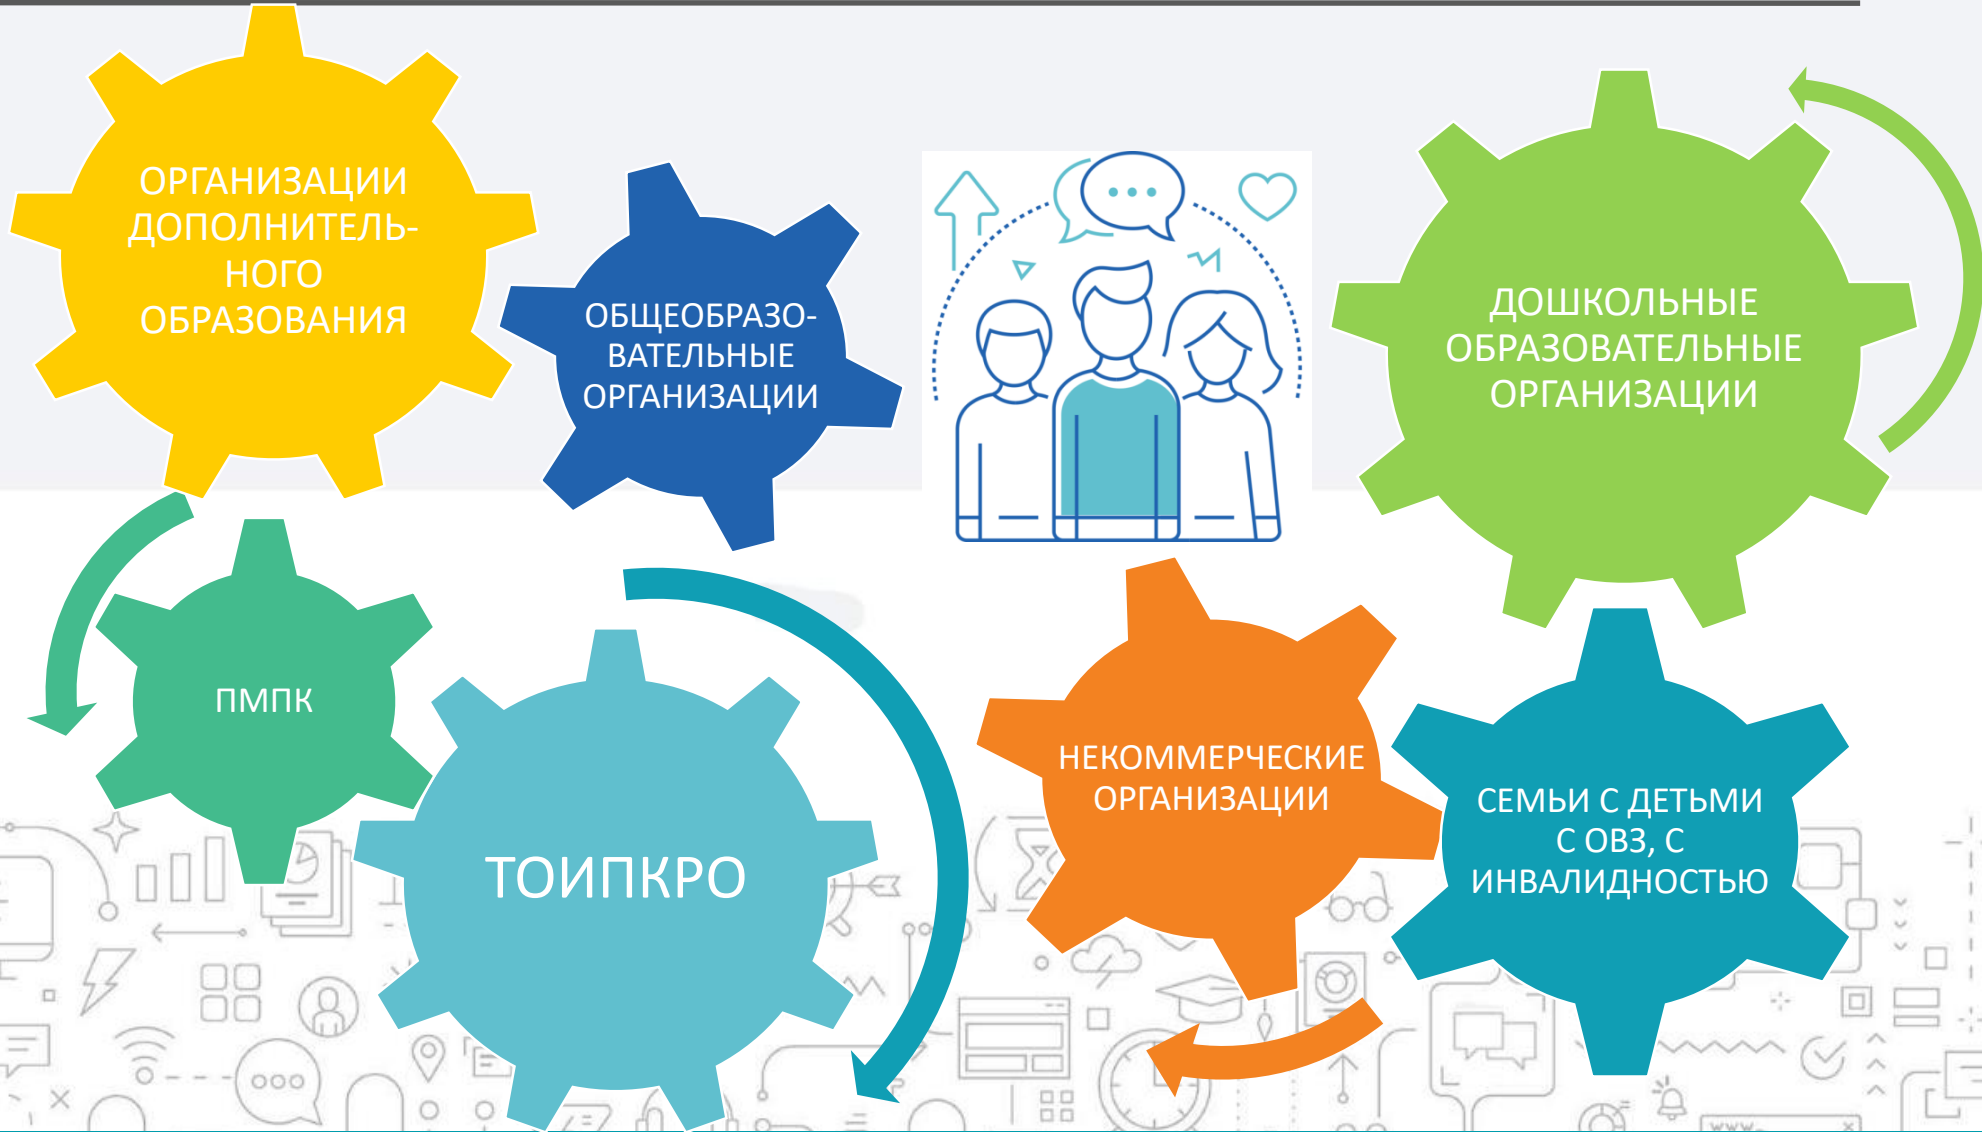 ОРГАНИЗАЦИИ
ДОПОЛНИТЕЛЬ-
НОГО
ОБРАЗОВАНИЯ
ОБЩЕОБРАЗО-
ВАТЕЛЬНЫЕ
ОРГАНИЗАЦИИ
ДОШКОЛЬНЫЕ
ОБРАЗОВАТЕЛЬНЫЕ
ОРГАНИЗАЦИИ
ПМПК
ТОИПКРО
НЕКОММЕРЧЕСКИЕ
ОРГАНИЗАЦИИ
СЕМЬИ С ДЕТЬМИ
С ОВЗ, С
ИНВАЛИДНОСТЬЮ